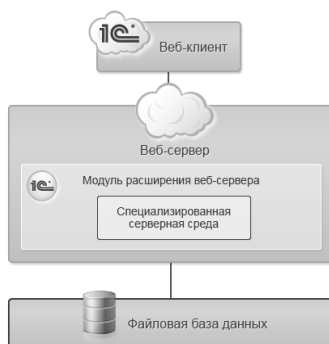 1С
Веб-клиент
Веб-сервер
1С
Модуль расширения веб-сервера
Специализированная
серверная среда
Файловая база данных